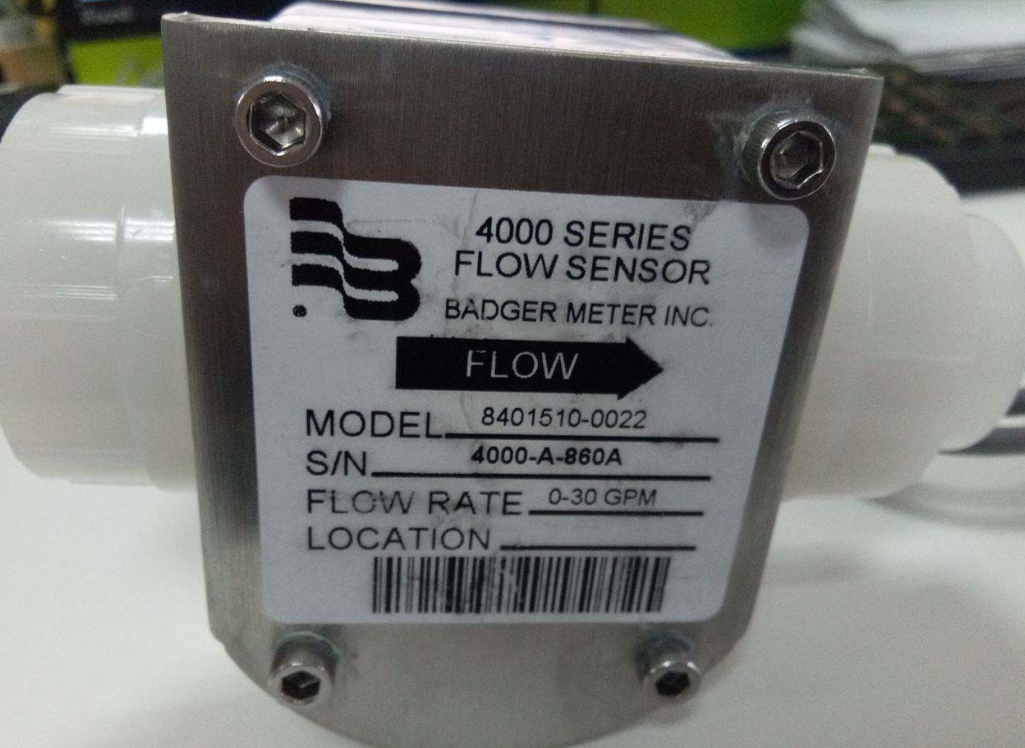 4000 SERIES
FLOW SENSOR
BADGER METER INC.
FLOW
MODEL 8401510-0022
S/N 4000-A-860A
FLOW RATE 0-30 GPM
LOCATION